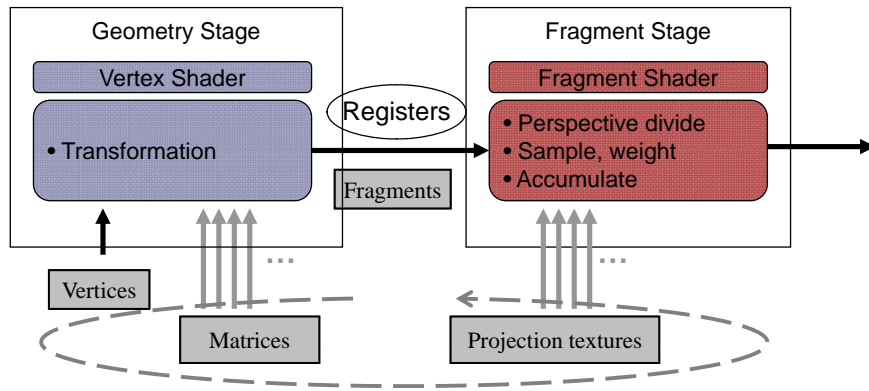 Geometry Stage
Fragment Stage
Vertex Shader
Fragment Shader
Registers
• Transformation
• Perspective divide
• Sample, weight
• Accumulate
Fragments
...
...
Vertices
Matrices
Projection textures